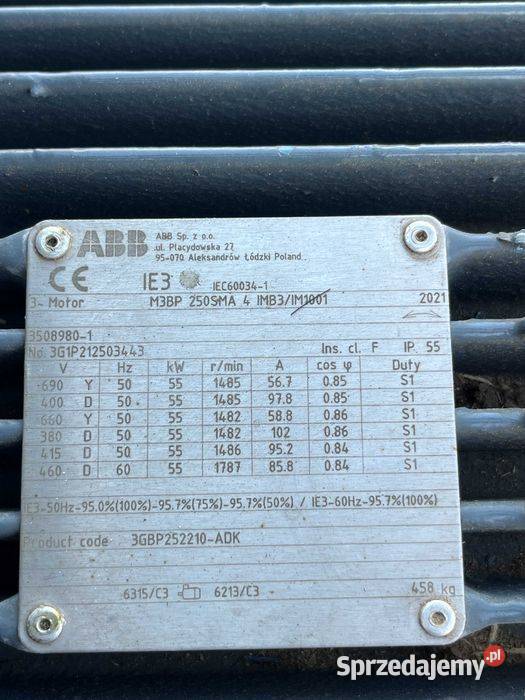 ABB ABB Sp. z o.o.
ul. Placydowska 27
95-070 Aleksandrów Łódzki Poland
CE IE3 IEC60034-1
3~ Motor M3BP 250SMA 4 IMB3/IM1001 2021
3508980-1
No. 3G1P212503443 Ins. cl. F IP 55
V Hz kW r/min A cos φ Duty
690 Y 50 55 1485 56.7 0.85 S1
400 D 50 55 1485 97.8 0.85 S1
660 Y 50 55 1482 58.8 0.86 S1
380 D 50 55 1482 102 0.86 S1
415 D 50 55 1486 95.2 0.84 S1
460 D 60 55 1787 85.8 0.84 S1
IE3-50Hz-95.0%(100%)-95.7%(75%)-95.7%(50%) / IE3-60Hz-95.7%(100%)
Product code 3GBP252210-ADK
6315/C3 6213/C3 458 kg
Sprzedajemy.pl